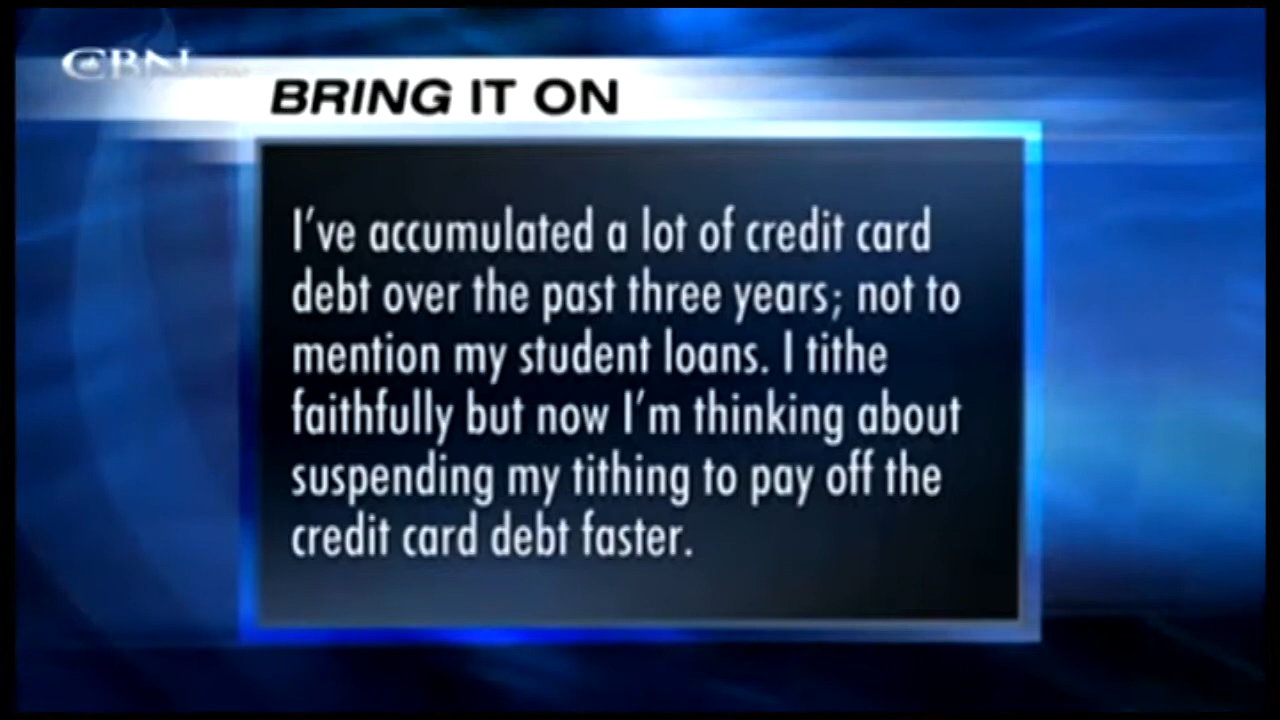 CBN
BRING IT ON
I've accumulated a lot of credit card
debt over the past three years; not to
mention my student loans. I tithe
faithfully but now I'm thinking about
suspending my tithing to pay off the
credit card debt faster.